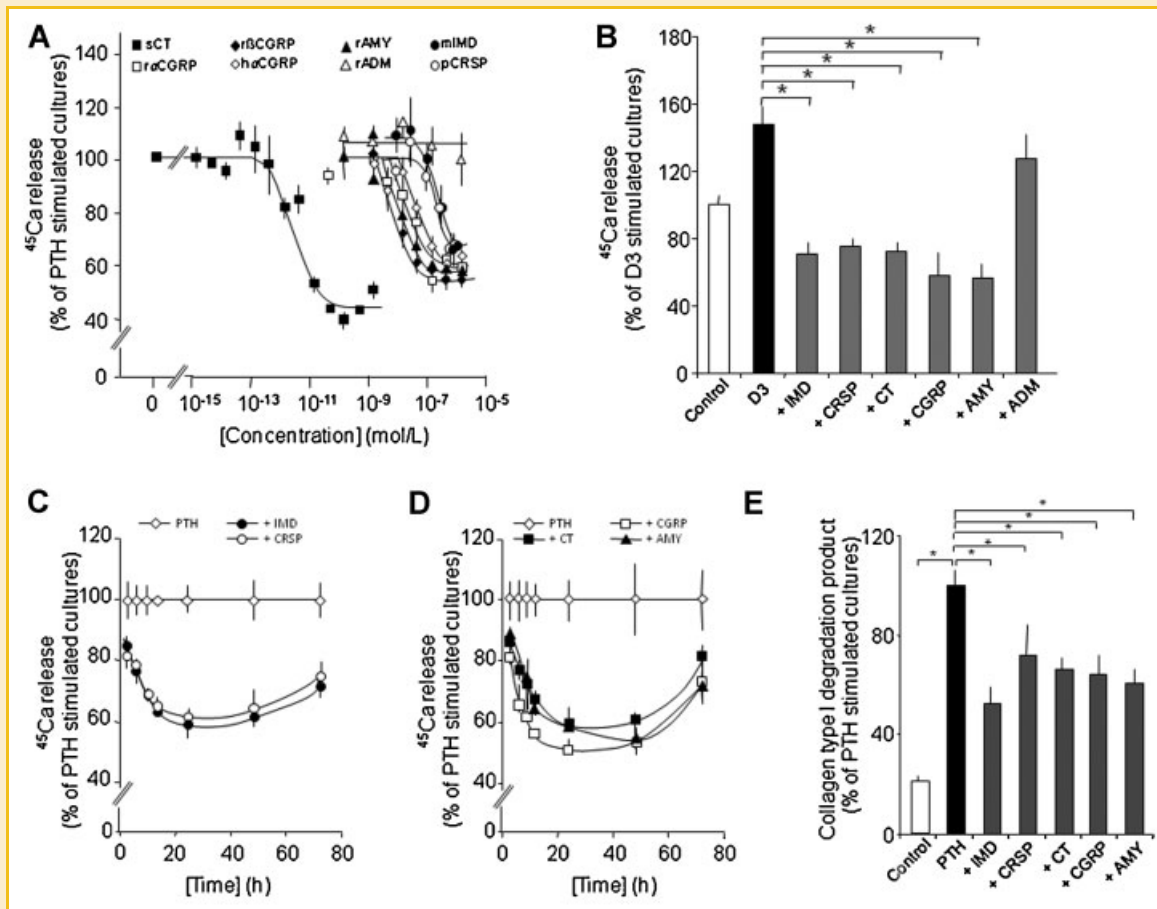 A
140
120
100
80
60
40
0
⁴⁵Ca release
(% of PTH stimulated cultures)
sCT rβCGRP rAMY mIMD
rαCGRP hαCGRP rADM pCRSP
0 10⁻¹⁵ 10⁻¹³ 10⁻¹¹ 10⁻⁹ 10⁻⁷ 10⁻⁵
[Concentration] (mol/L)
B
180
160
120
80
40
0
⁴⁵Ca release
(% of D3 stimulated cultures)
* * * * *
Control D3 + IMD + CRSP + CT + CGRP + AMY + ADM
C
PTH + IMD
+ CRSP
120
100
80
60
40
0
⁴⁵Ca release
(% of PTH stimulated cultures)
0 20 40 60 80
[Time] (h)
D
PTH + CGRP
+ CT + AMY
120
100
80
60
40
0
⁴⁵Ca release
(% of PTH stimulated cultures)
0 20 40 60 80
[Time] (h)
E
120
80
40
0
Collagen type I degradation product
(% of PTH stimulated cultures)
* * * * * *
Control PTH + IMD + CRSP + CT + CGRP + AMY